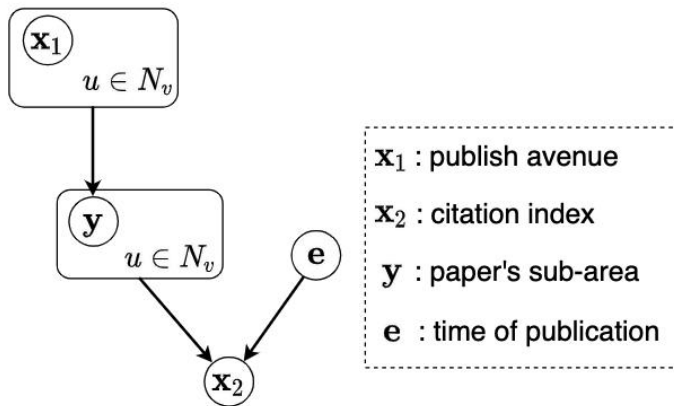 x₁
u ∈ Nᵥ
y
u ∈ Nᵥ
e
x₂
x₁ : publish avenue
x₂ : citation index
y : paper's sub-area
e : time of publication